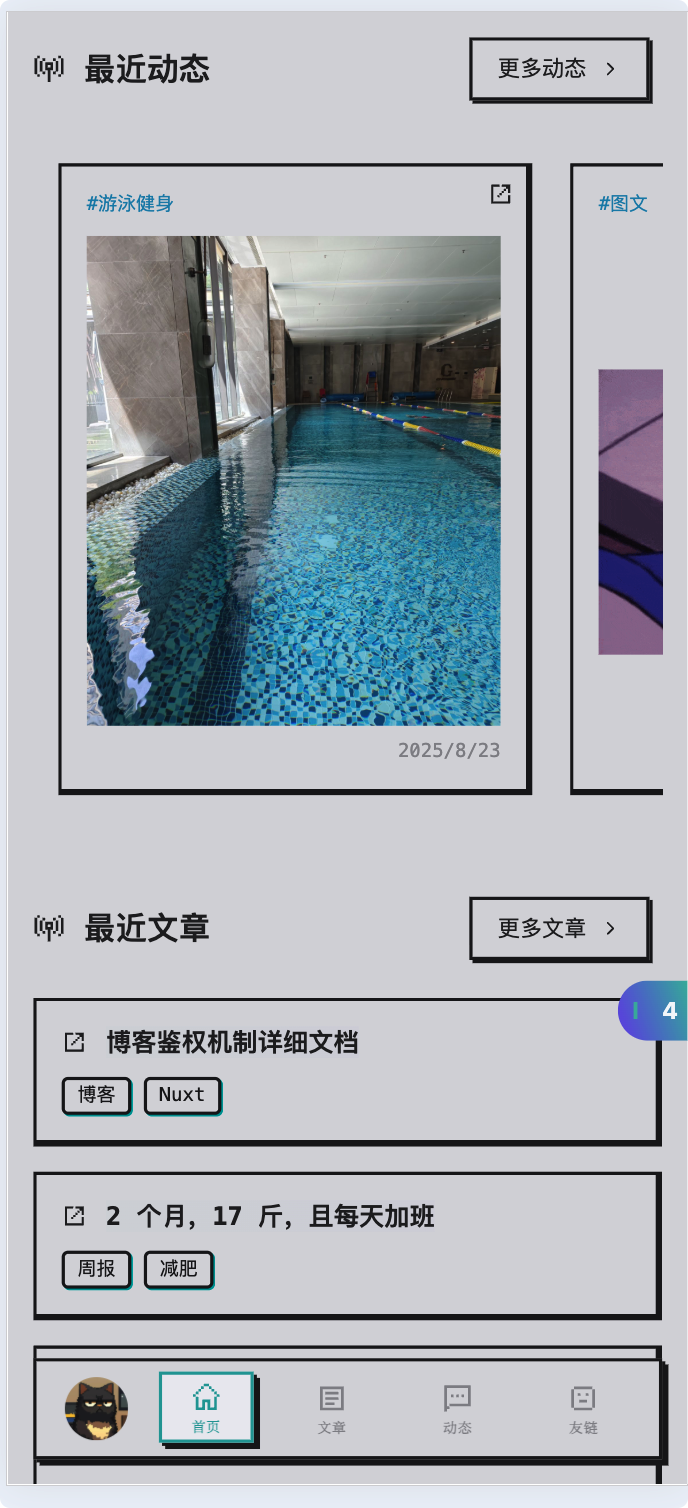 最近动态
更多动态
#游泳健身
#图文
2025/8/23
最近文章
更多文章
4
博客鉴权机制详细文档
博客
Nuxt
2 个月，17 斤，且每天加班
周报
减肥
首页
文章
动态
友链